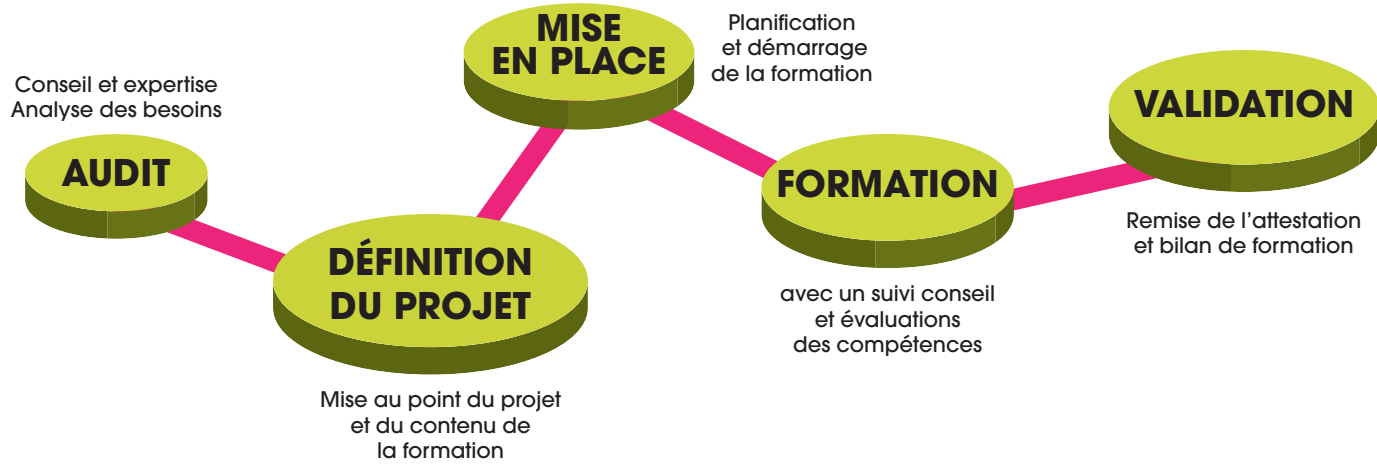 Conseil et expertise
Analyse des besoins
AUDIT
DÉFINITION
DU PROJET
Mise au point du projet
et du contenu de
la formation
MISE
EN PLACE
Planification
et démarrage
de la formation
FORMATION
avec un suivi conseil
et évaluations
des compétences
VALIDATION
Remise de l’attestation
et bilan de formation